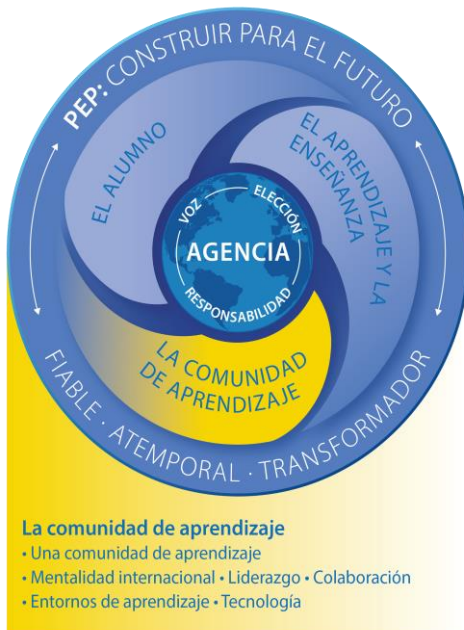 PEP: CONSTRUIR PARA EL FUTURO
EL ALUMNO
EL APRENDIZAJE Y LA
ENSEÑANZA
VOZ
ELECCIÓN
AGENCIA
RESPONSABILIDAD
LA COMUNIDAD
DE APRENDIZAJE
FIABLE · ATEMPORAL · TRANSFORMADOR
La comunidad de aprendizaje
• Una comunidad de aprendizaje
• Mentalidad internacional • Liderazgo • Colaboración
• Entornos de aprendizaje • Tecnología